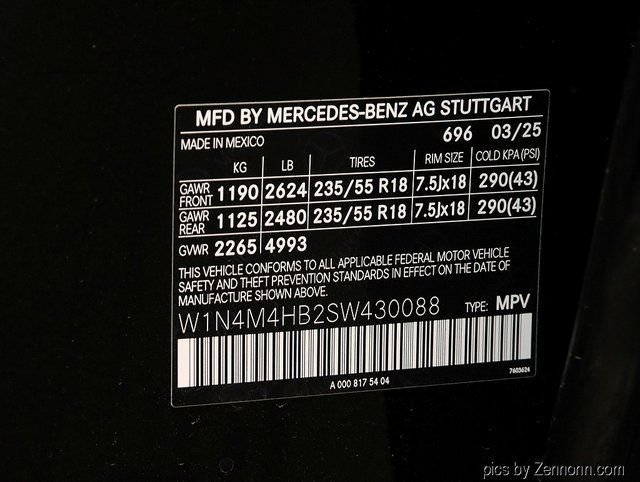 MFD BY MERCEDES-BENZ AG STUTTGART
MADE IN MEXICO 696 03/25
KG LB TIRES RIM SIZE COLD KPA(PSI)
GAWR FRONT 1190 2624 235/55 R18 7.5Jx18 290(43)
GAWR REAR 1125 2480 235/55 R18 7.5Jx18 290(43)
GVWR 2265 4993
THIS VEHICLE CONFORMS TO ALL APPLICABLE FEDERAL MOTOR VEHICLE
SAFETY AND THEFT PREVENTION STANDARDS IN EFFECT ON THE DATE OF
MANUFACTURE SHOWN ABOVE.
W1N4M4HB2SW430088 TYPE: MPV
A 000 817 54 04 7603624
pics by Zennonn.com